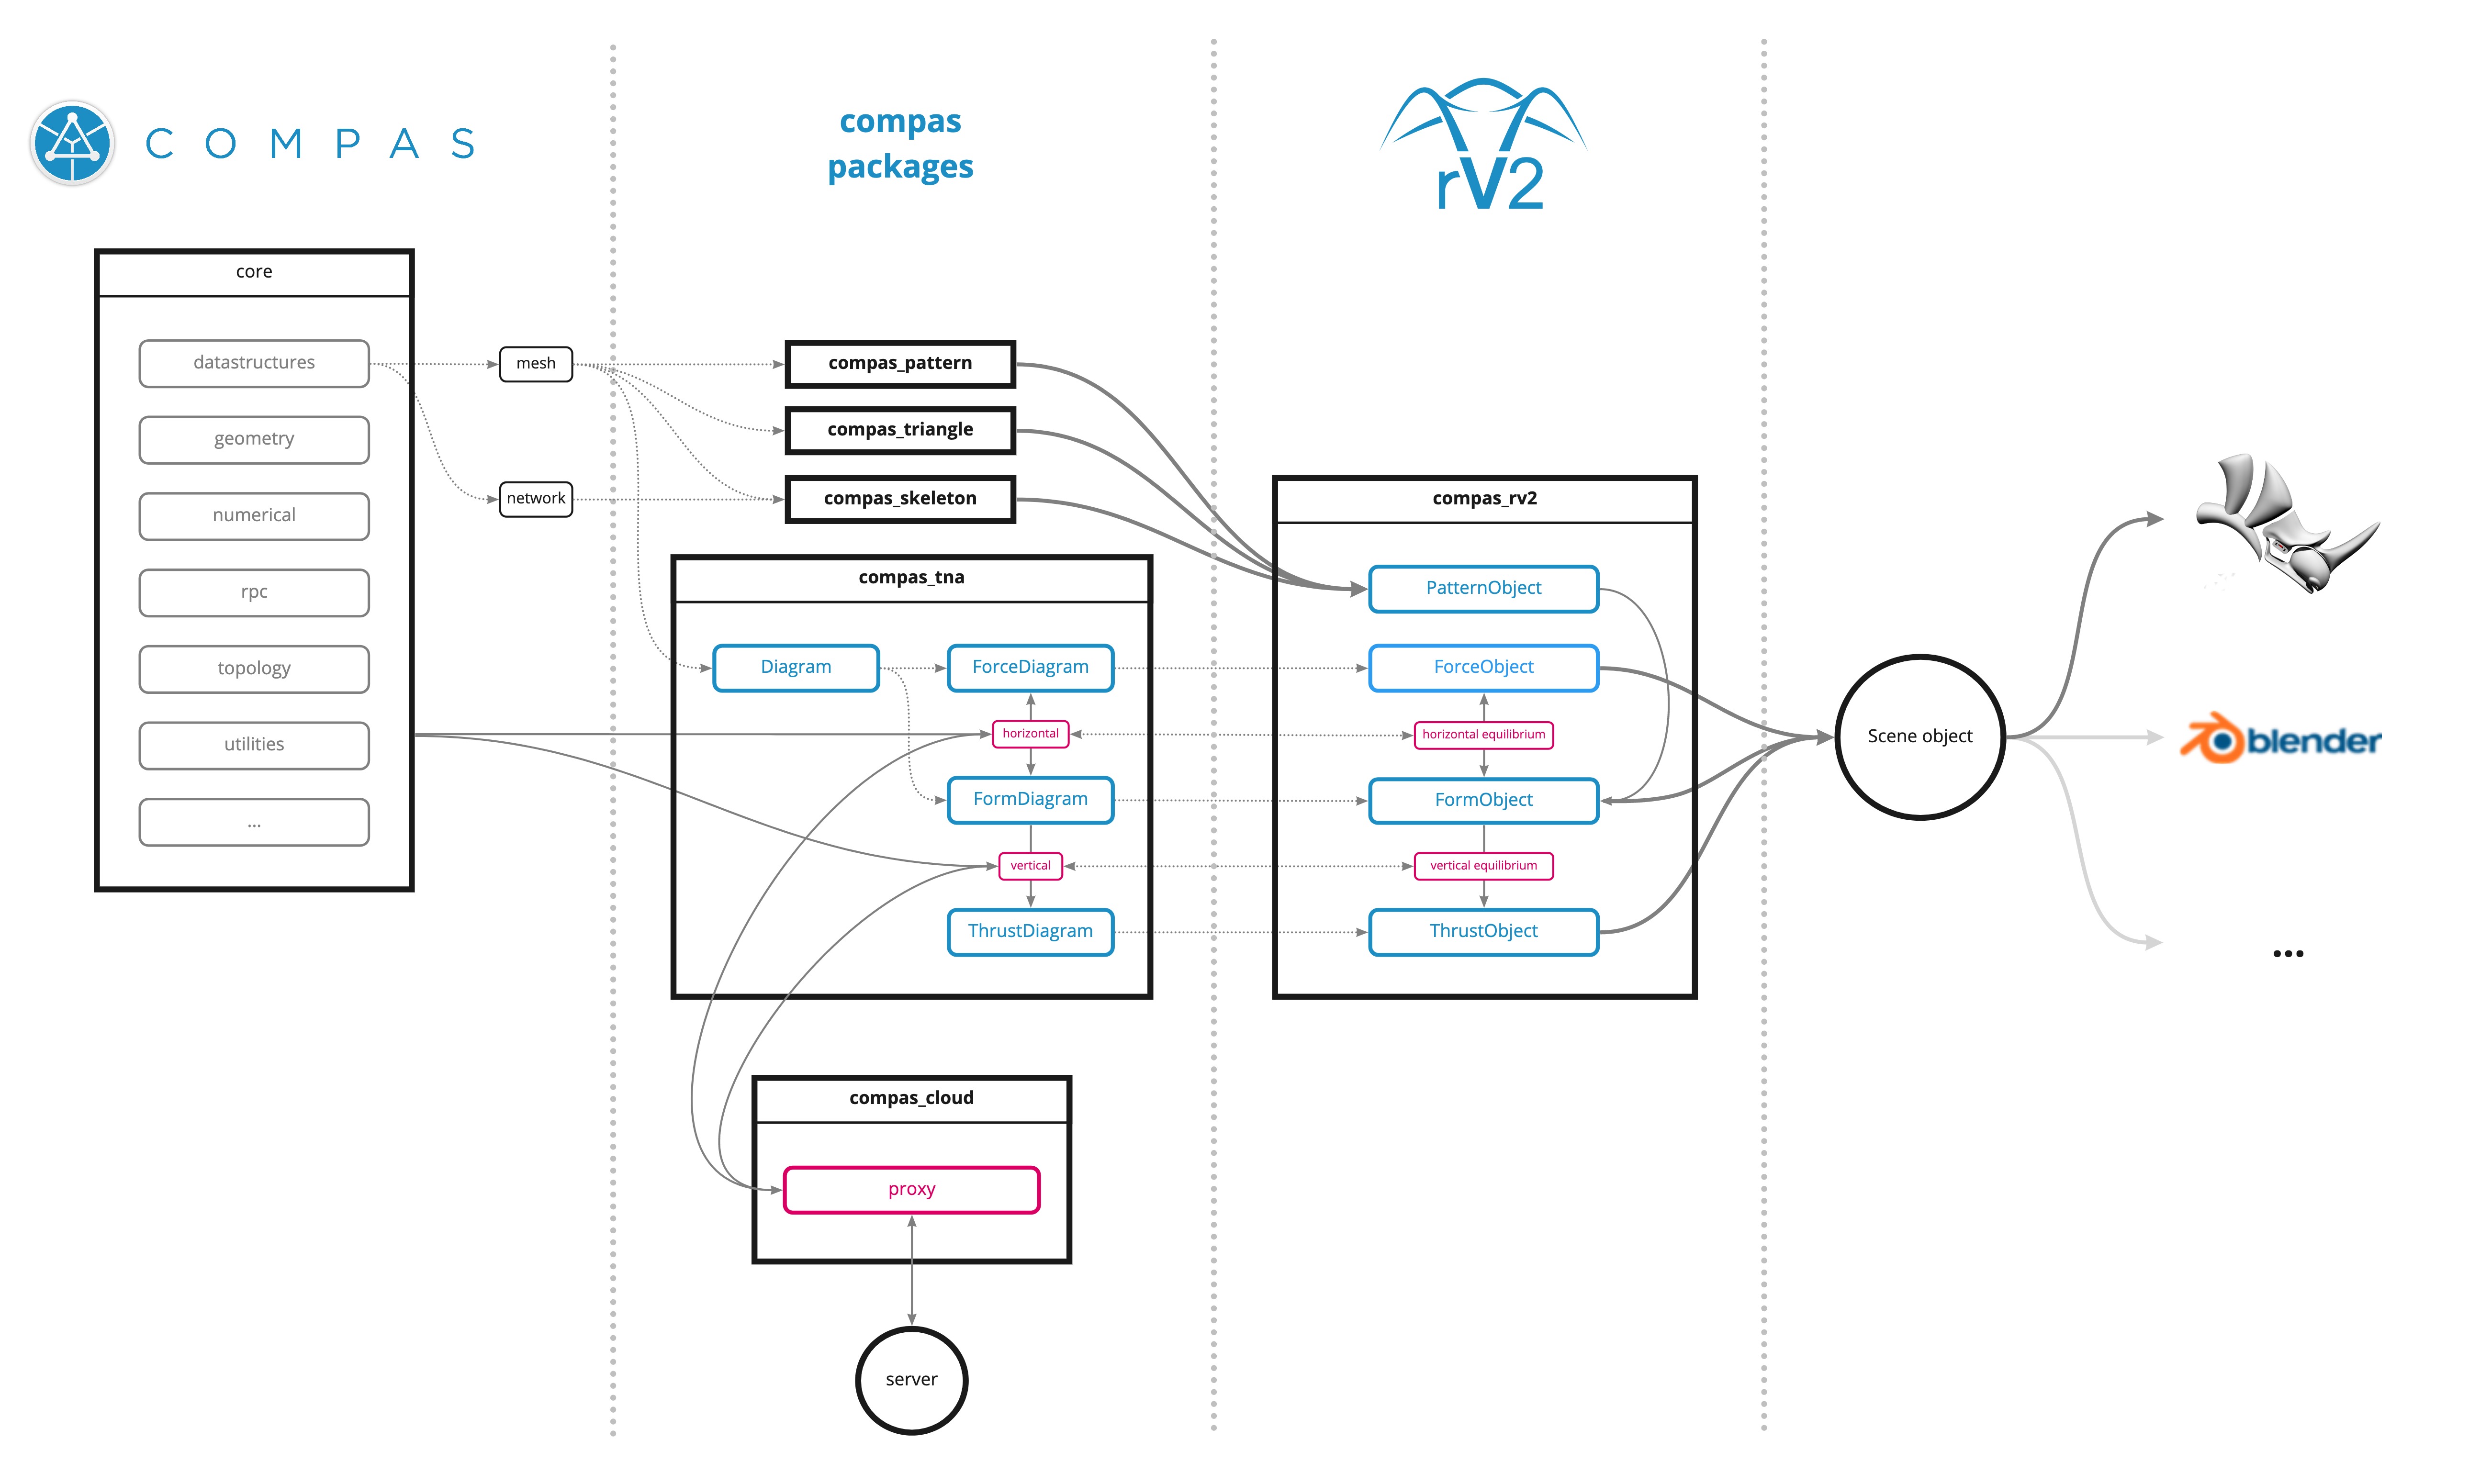 COMPAS
compas
packages
rV2
core
datastructures
geometry
numerical
rpc
topology
utilities
...
mesh
network
compas_pattern
compas_triangle
compas_skeleton
compas_tna
Diagram
ForceDiagram
horizontal
FormDiagram
vertical
ThrustDiagram
compas_cloud
proxy
server
compas_rv2
PatternObject
ForceObject
horizontal equilibrium
FormObject
vertical equilibrium
ThrustObject
Scene object
blender
...